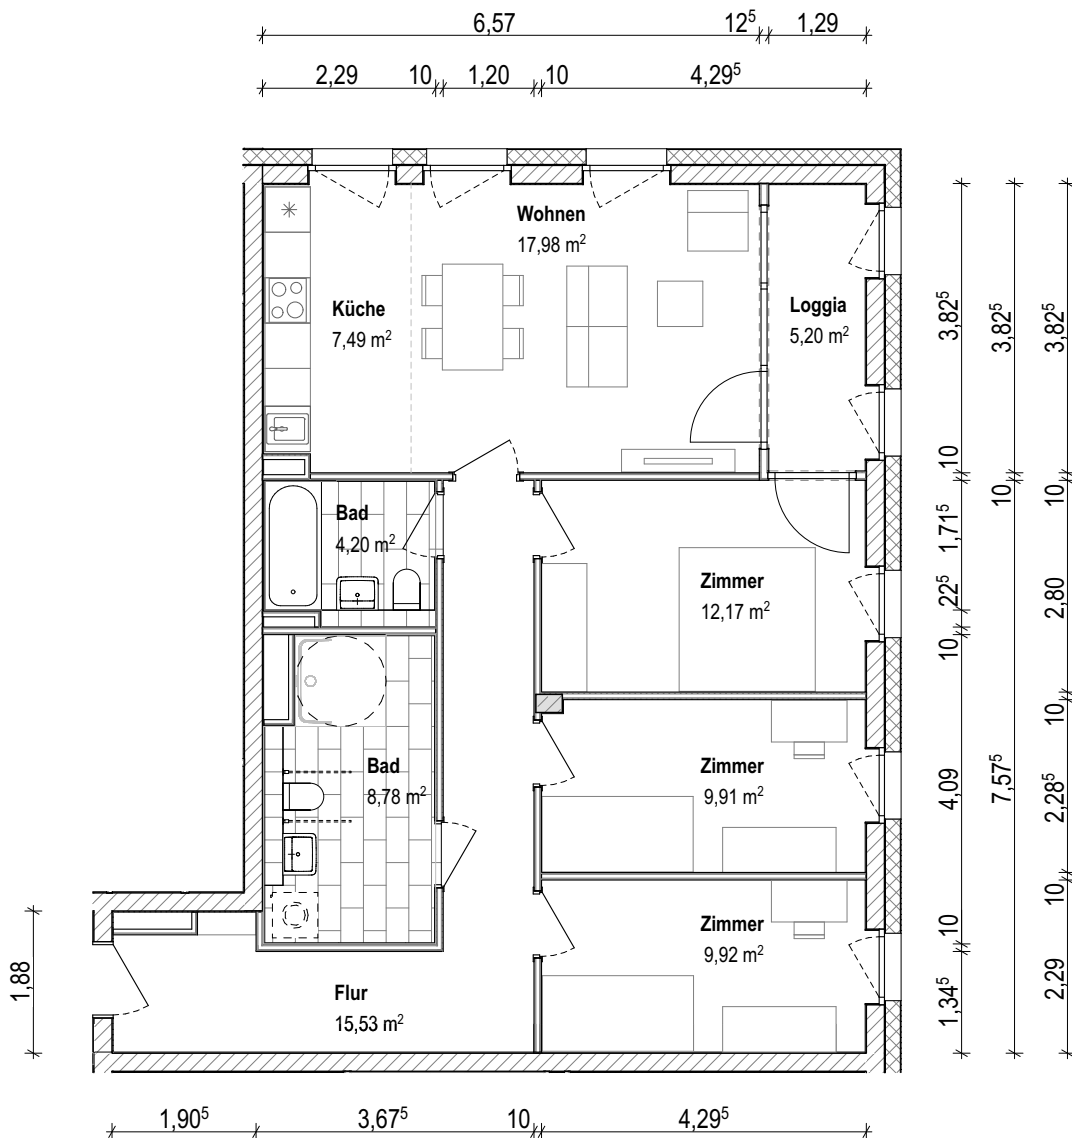 6,57 12⁵ 1,29
2,29 10 1,20 10 4,29⁵
Wohnen
17,98 m²
Küche
7,49 m²
Loggia
5,20 m²
Bad
4,20 m²
Zimmer
12,17 m²
Bad
8,78 m²
Zimmer
9,91 m²
Zimmer
9,92 m²
Flur
15,53 m²
1,88
3,82⁵
10
1,71⁵
22⁵
10
4,09
10
1,34⁵
3,82⁵
10
7,57⁵
3,82⁵
10
2,80
10
2,28⁵
10
2,29
1,90⁵ 3,67⁵ 10 4,29⁵